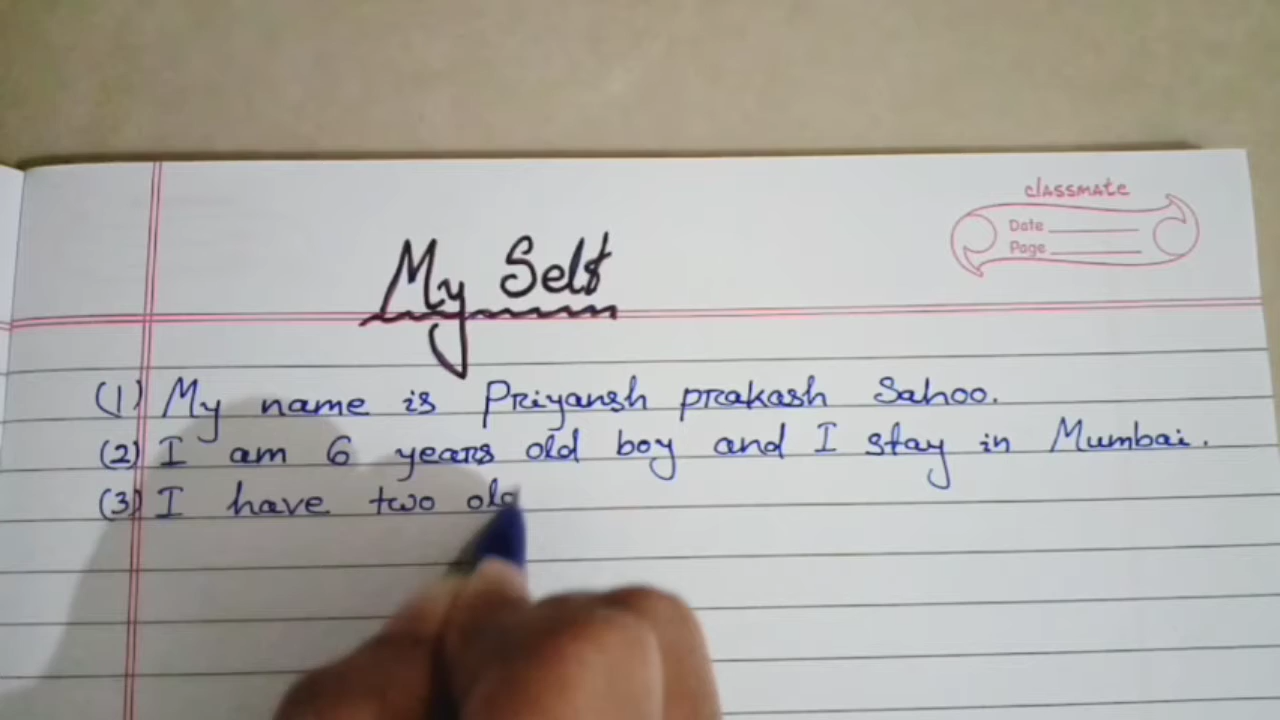 classmate
Date
Page
My Self
(1) My name is Priyansh prakash Sahoo.
(2) I am 6 years old boy and I stay in Mumbai.
(3) I have two old